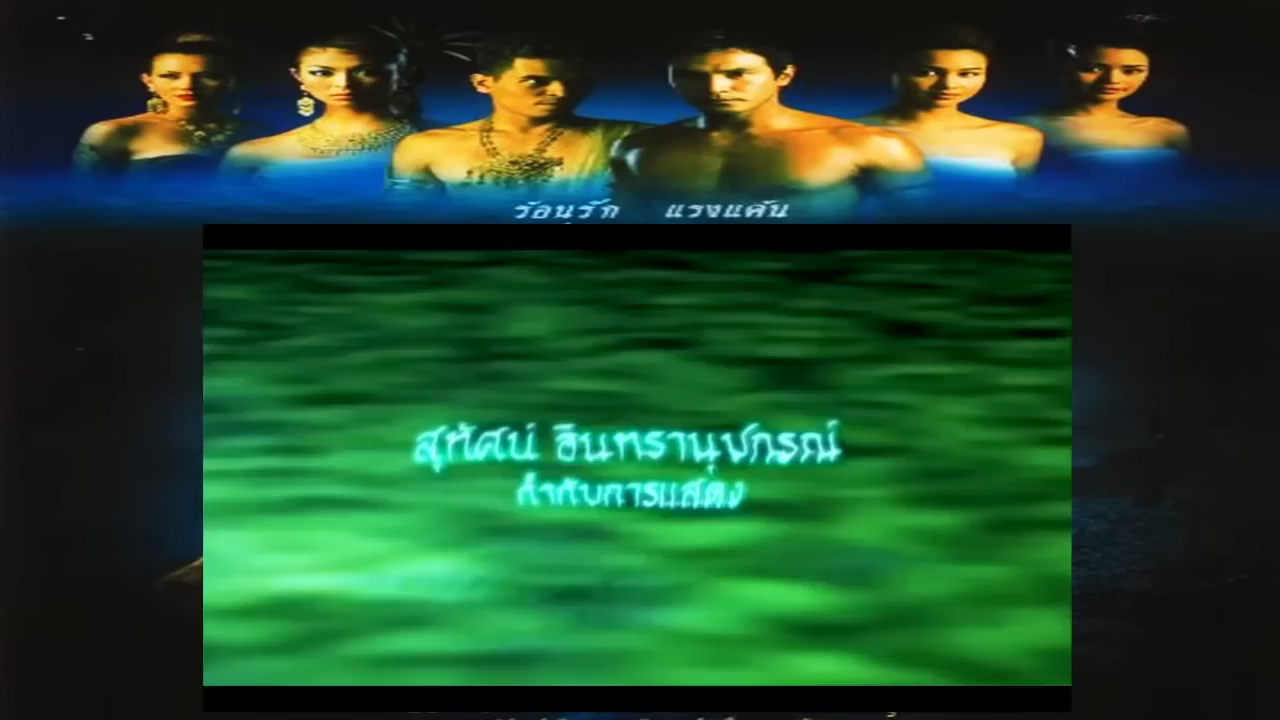 ร้อนรัก แรงแค้น
สุทัศน์ อินทรานุปกรณ์
กำกับการแสดง